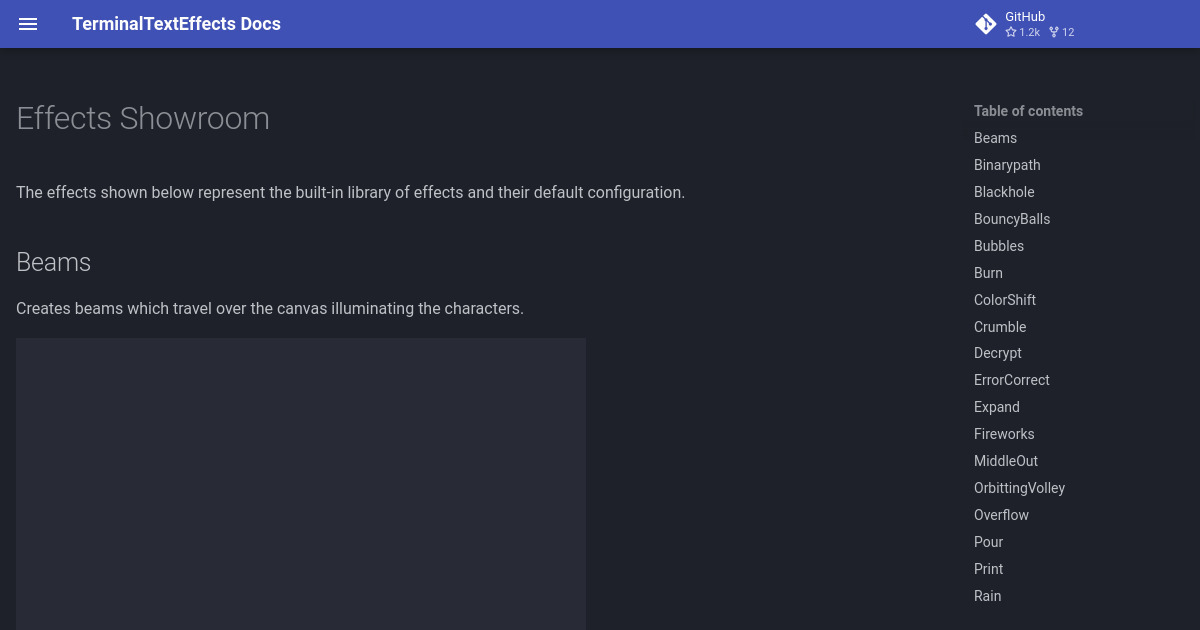 TerminalTextEffects Docs
GitHub
1.2k 12
Effects Showroom
The effects shown below represent the built-in library of effects and their default configuration.
Beams
Creates beams which travel over the canvas illuminating the characters.
Table of contents
Beams
Binarypath
Blackhole
BouncyBalls
Bubbles
Burn
ColorShift
Crumble
Decrypt
ErrorCorrect
Expand
Fireworks
MiddleOut
OrbittingVolley
Overflow
Pour
Print
Rain